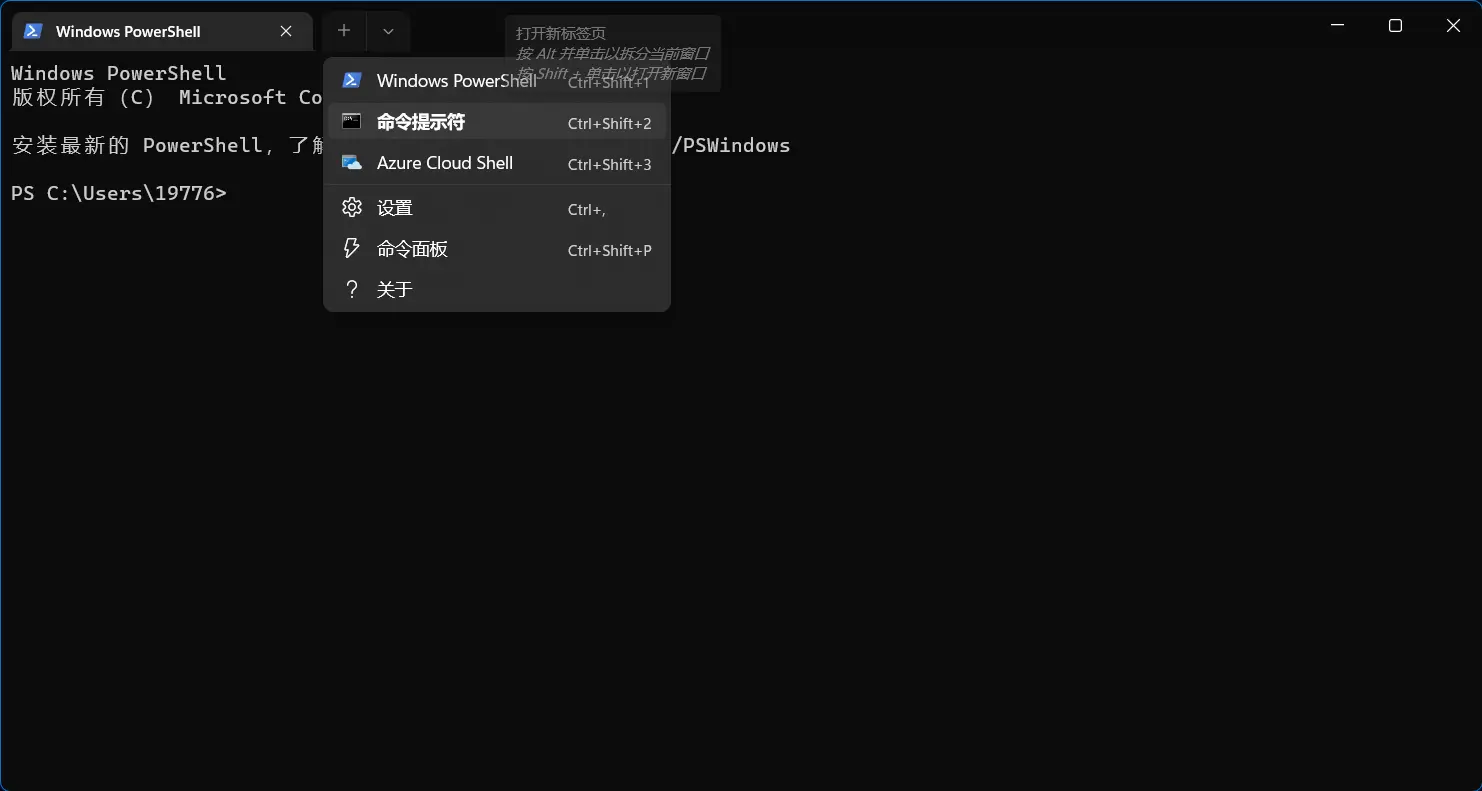 Windows PowerShell
打开新标签页
按 Alt 并单击以拆分当前窗口
按 Shift + 单击以打开新窗口
Windows PowerShell
版权所有 (C) Microsoft Co
安装最新的 PowerShell，了解
/PSWindows
PS C:\Users\19776>
Windows PowerShell Ctrl+Shift+1
命令提示符 Ctrl+Shift+2
Azure Cloud Shell Ctrl+Shift+3
设置 Ctrl+,
命令面板 Ctrl+Shift+P
? 关于